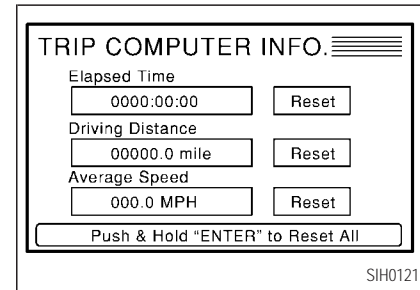 TRIP COMPUTER INFO.
Elapsed Time
0000:00:00 Reset
Driving Distance
00000.0 mile Reset
Average Speed
000.0 MPH Reset
Push & Hold "ENTER" to Reset All
SIH0121